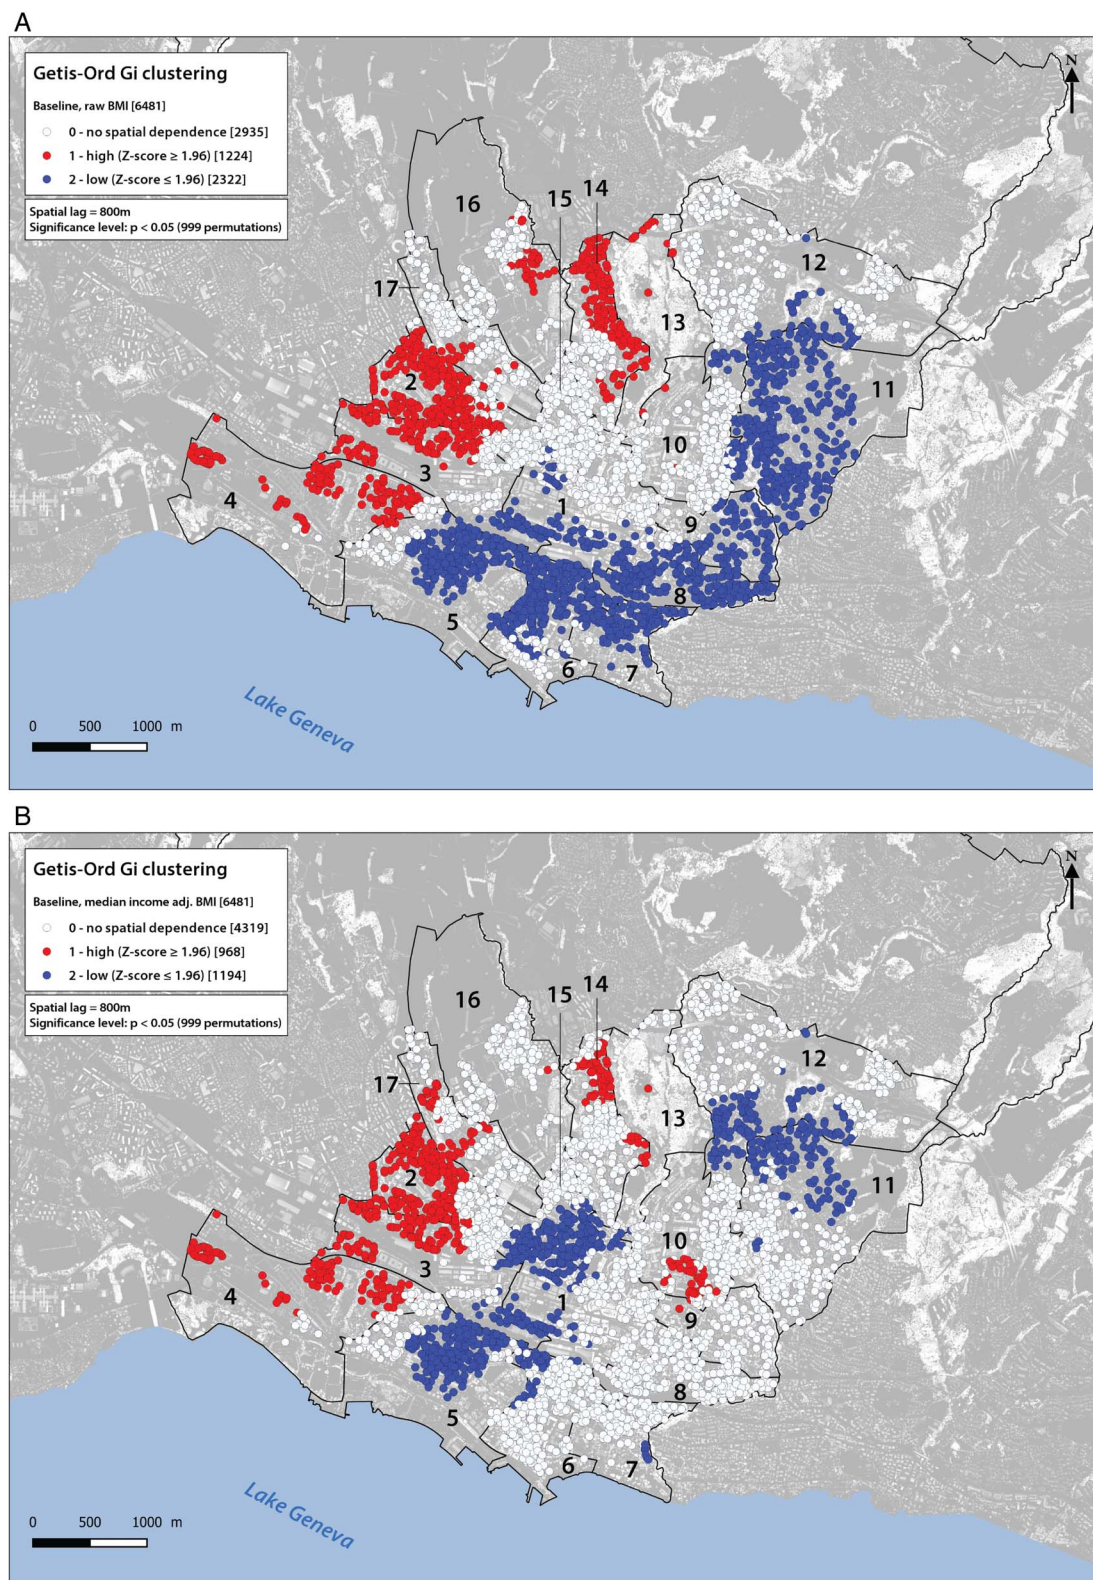 A
Getis-Ord Gi clustering
Baseline, raw BMI [6481]
0 - no spatial dependence [2935]
1 - high (Z-score ≥ 1.96) [1224]
2 - low (Z-score ≤ 1.96) [2322]
Spatial lag = 800m
Significance level: p < 0.05 (999 permutations)
N
16
15
14
12
17
13
2
11
10
3
4
1
9
8
5
6
7
Lake Geneva
0 500 1000 m
B
Getis-Ord Gi clustering
Baseline, median income adj. BMI [6481]
0 - no spatial dependence [4319]
1 - high (Z-score ≥ 1.96) [968]
2 - low (Z-score ≤ 1.96) [1194]
Spatial lag = 800m
Significance level: p < 0.05 (999 permutations)
N
16
15
14
12
17
13
2
11
10
3
4
1
9
8
5
6
7
Lake Geneva
0 500 1000 m